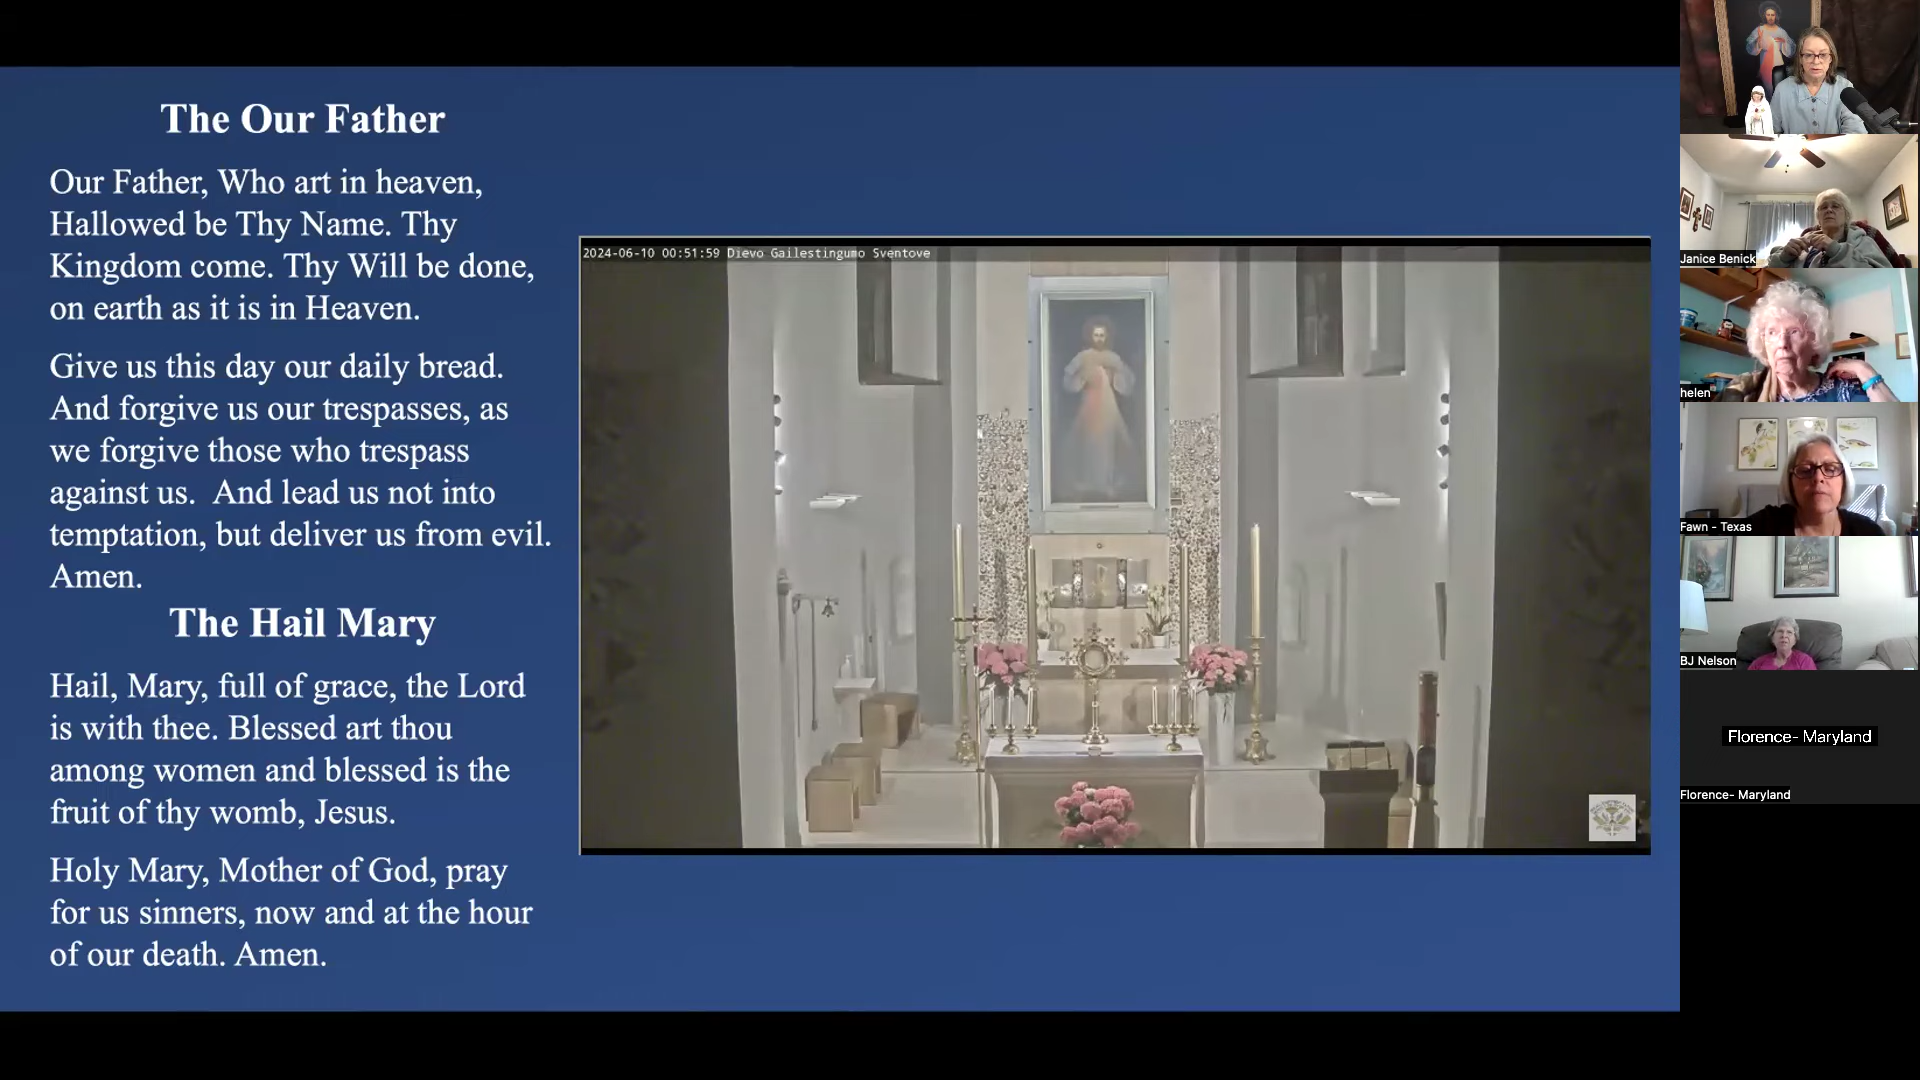 The Our Father
Our Father, Who art in heaven,
Hallowed be Thy Name. Thy
Kingdom come. Thy Will be done,
on earth as it is in Heaven.
Give us this day our daily bread.
And forgive us our trespasses, as
we forgive those who trespass
against us.  And lead us not into
temptation, but deliver us from evil.
Amen.
The Hail Mary
Hail, Mary, full of grace, the Lord
is with thee. Blessed art thou
among women and blessed is the
fruit of thy womb, Jesus.
Holy Mary, Mother of God, pray
for us sinners, now and at the hour
of our death. Amen.
2024-06-10 00:51:59 Dievo Gailestingumo Sventove
Janice Benick
helen
Fawn - Texas
BJ Nelson
Florence- Maryland
Florence- Maryland